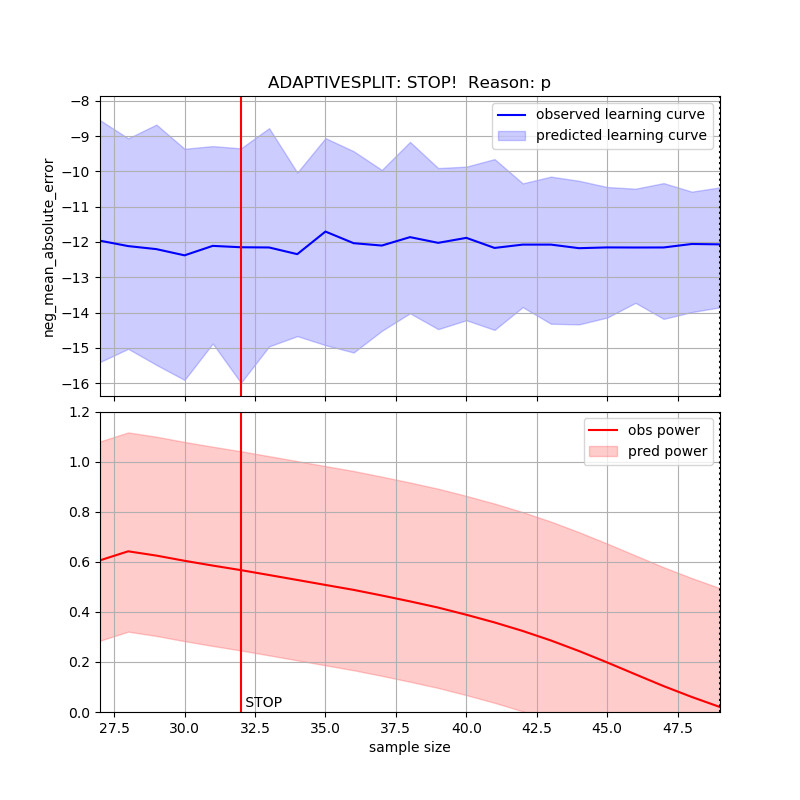 ADAPTIVESPLIT: STOP!  Reason: p
−8
−9
−10
−11
−12
−13
−14
−15
−16
neg_mean_absolute_error
observed learning curve
predicted learning curve
1.2
1.0
0.8
0.6
0.4
0.2
0.0
obs power
pred power
STOP
27.5 30.0 32.5 35.0 37.5 40.0 42.5 45.0 47.5
sample size